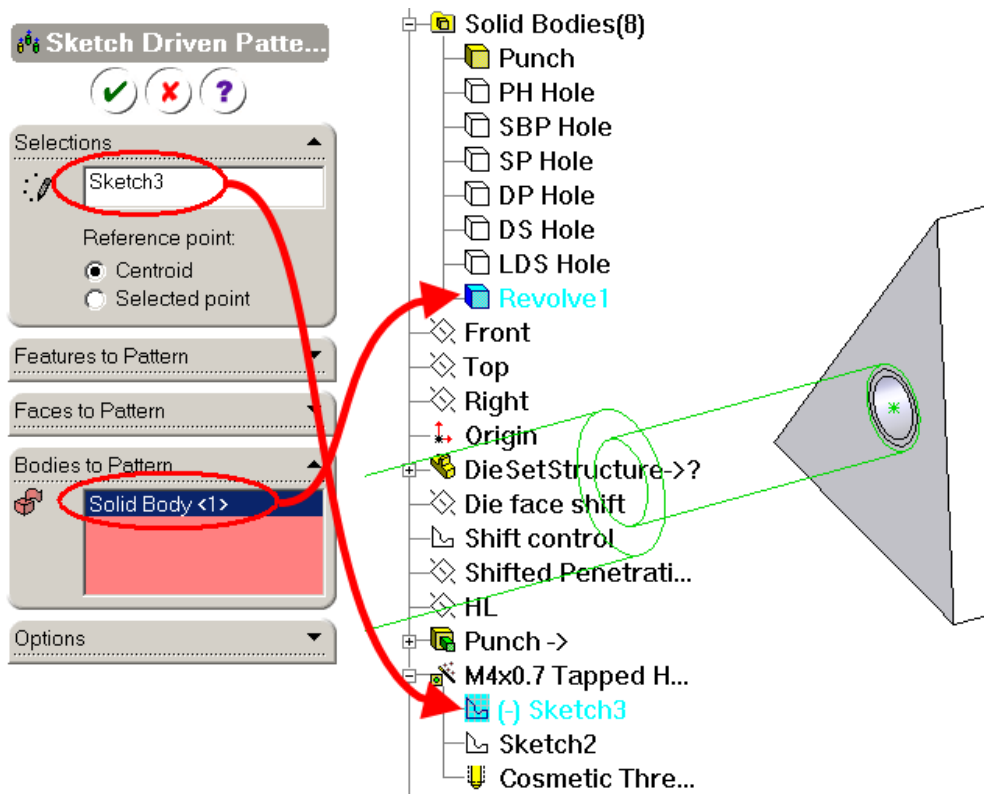 Sketch Driven Patte...
?
Selections
Sketch3
Reference point:
Centroid
Selected point
Features to Pattern
Faces to Pattern
Bodies to Pattern
Solid Body <1>
Options
Solid Bodies(8)
Punch
PH Hole
SBP Hole
SP Hole
DP Hole
DS Hole
LDS Hole
Revolve1
Front
Top
Right
Origin
DieSetStructure->?
Die face shift
Shift control
Shifted Penetrati...
HL
Punch ->
M4x0.7 Tapped H...
(-) Sketch3
Sketch2
Cosmetic Thre...